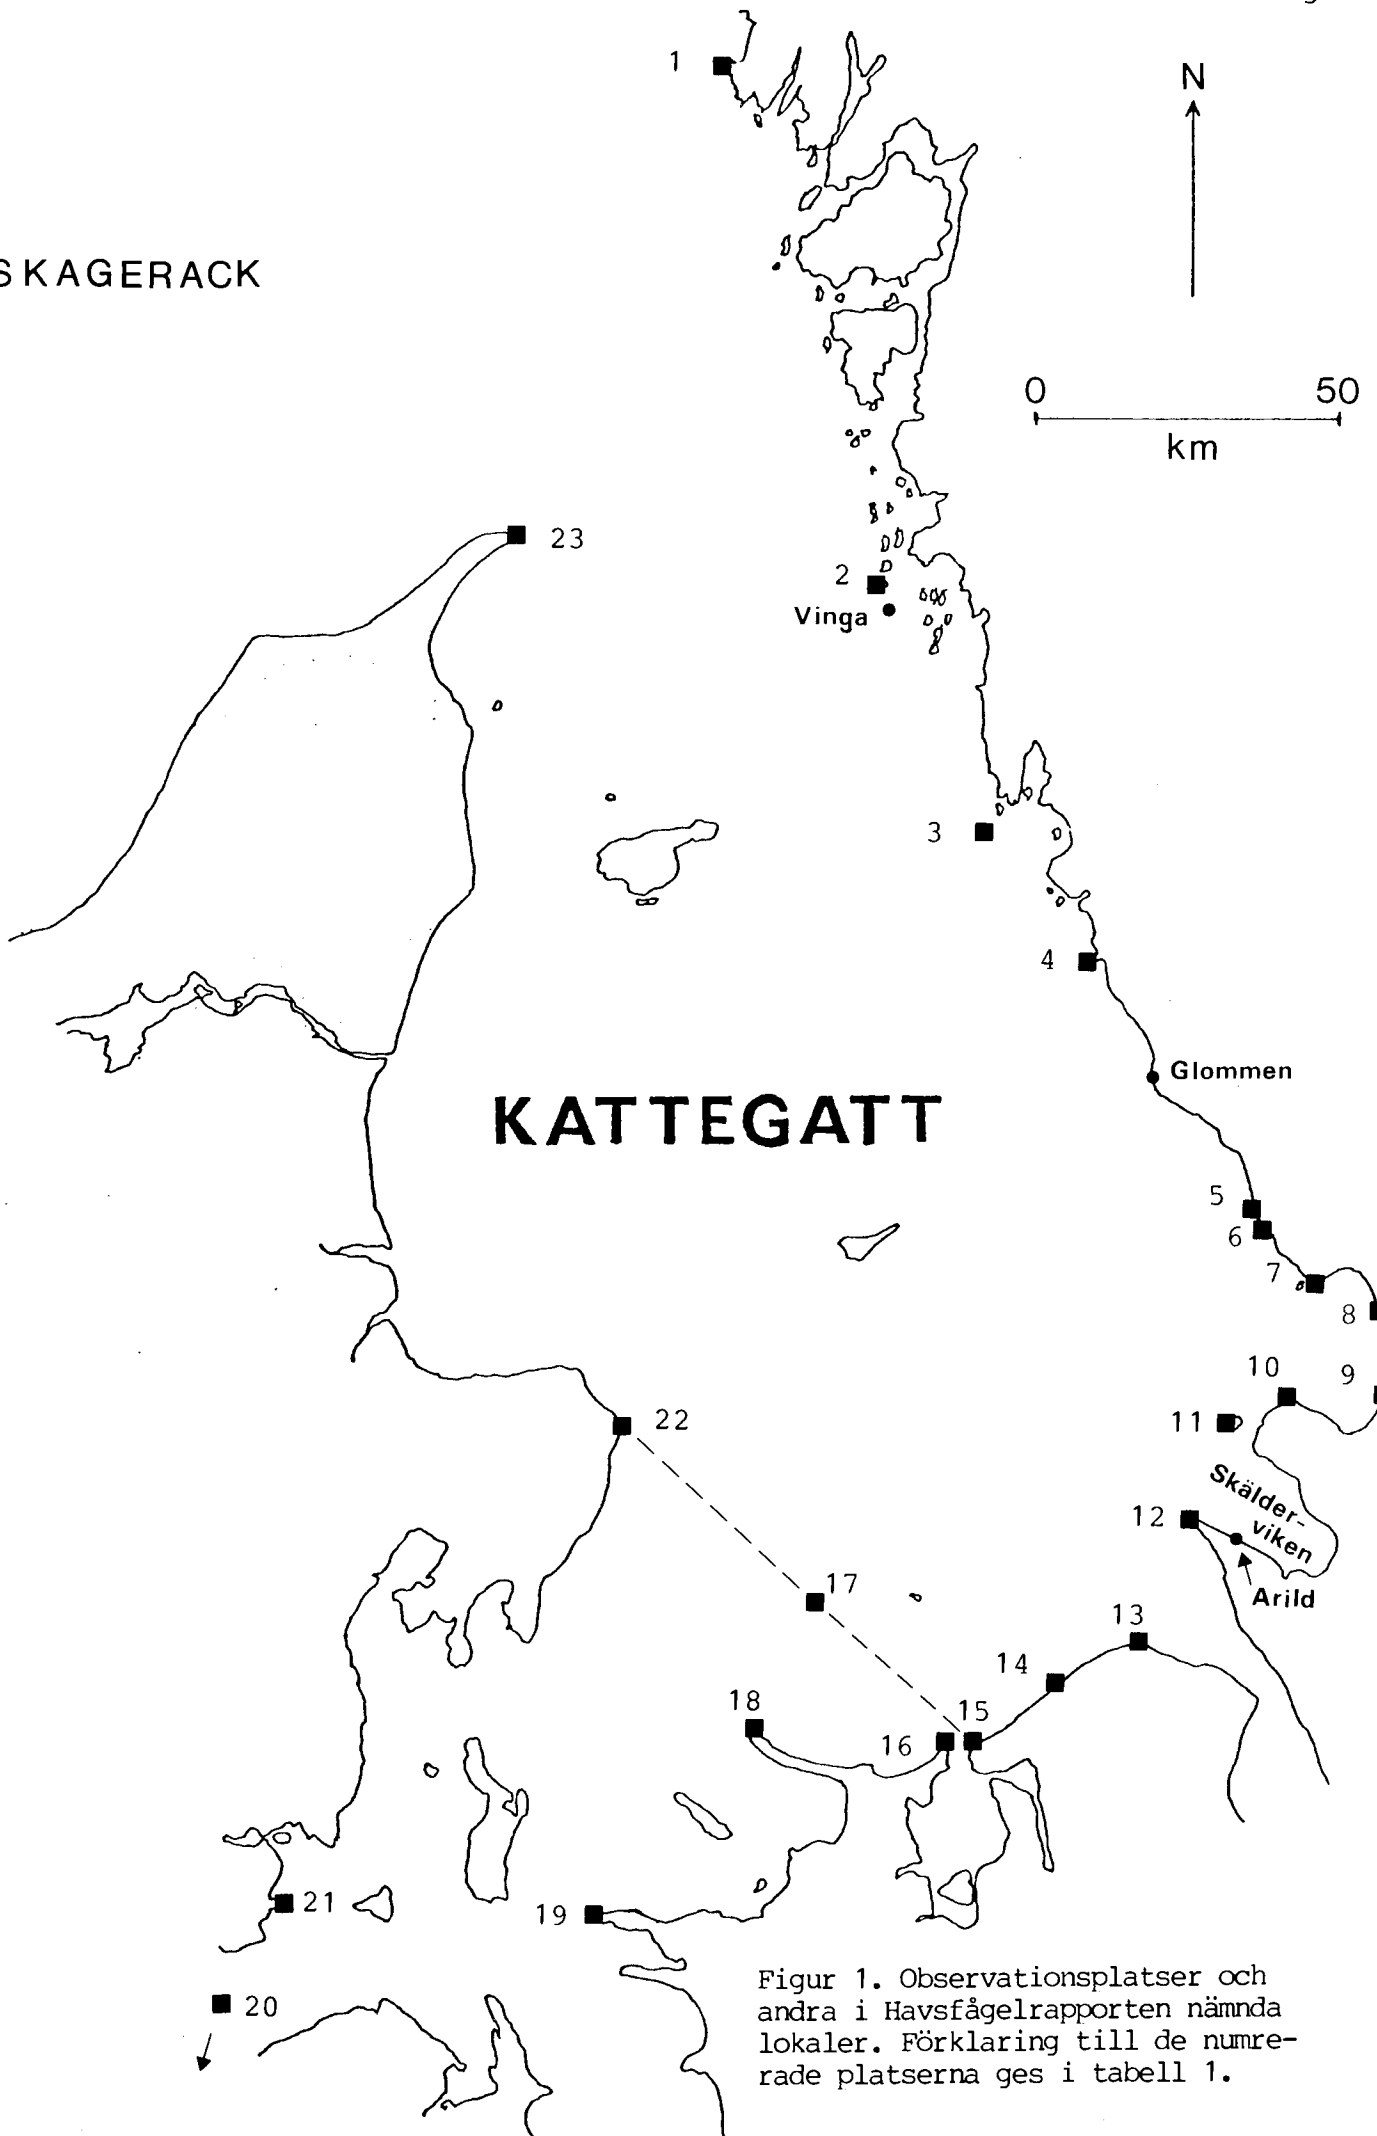 1
N
SKAGERACK
0 50
km
23
2
Vinga
3
4
Glommen
KATTEGATT
5
6
7
8
10 9
11
22
Skälder-
viken
12
Arild
17
13
14
18
15
16
21
19
20
Figur 1. Observationsplatser och
andra i Havsfågelrapporten nämnda
lokaler. Förklaring till de numre-
rade platserna ges i tabell 1.